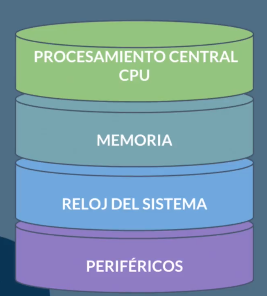 PROCESAMIENTO CENTRAL
CPU
MEMORIA
RELOJ DEL SISTEMA
PERIFÉRICOS